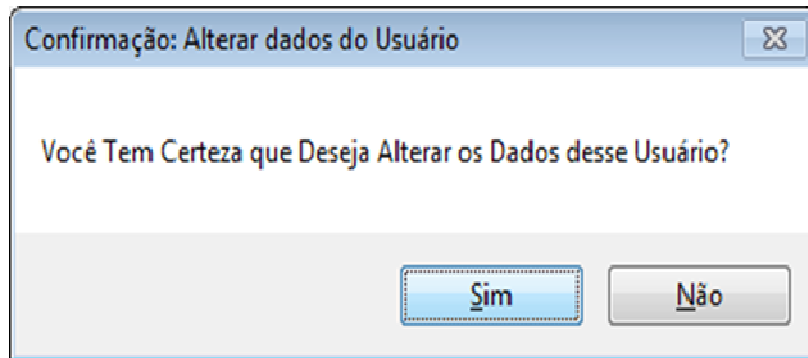 Confirmação: Alterar dados do Usuário
Você Tem Certeza que Deseja Alterar os Dados desse Usuário?
Sim
Não